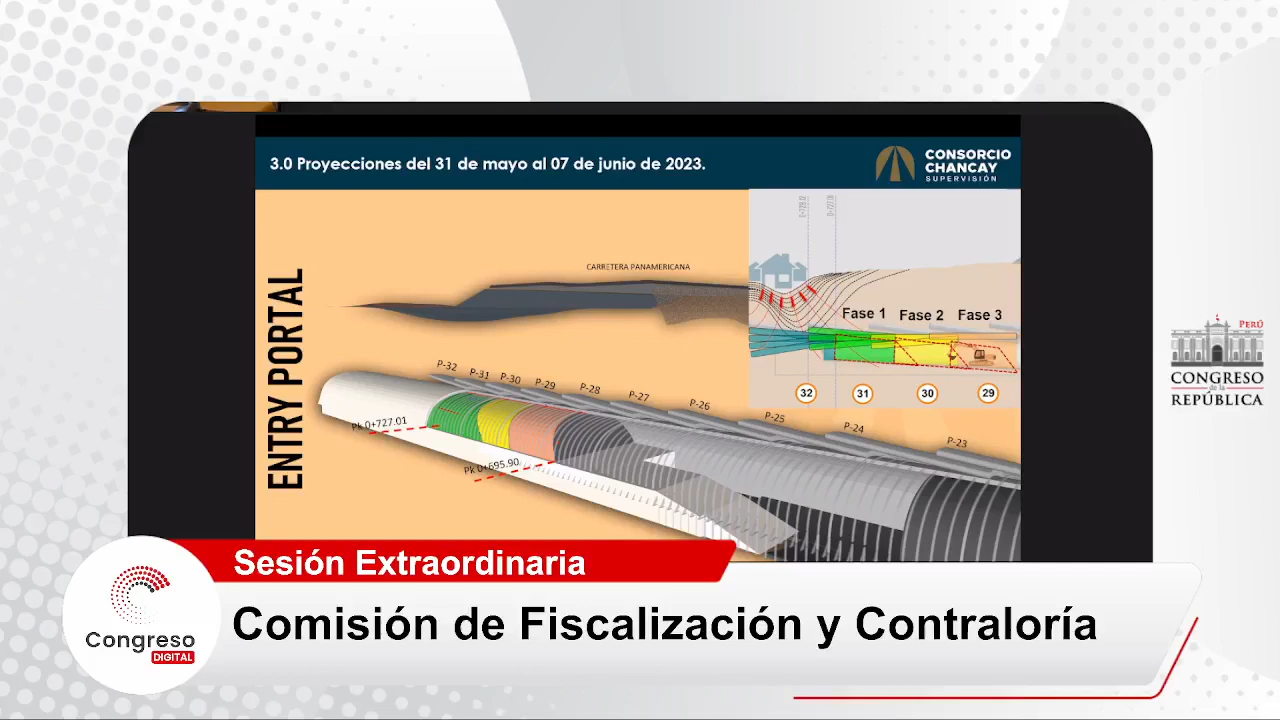 3.0 Proyecciones del 31 de mayo al 07 de junio de 2023.
CONSORCIO
CHANCAY
SUPERVISIÓN
ENTRY PORTAL
CARRETERA PANAMERICANA
Fase 1 Fase 2 Fase 3
32 31 30 29
P-32 P-31 P-30 P-29 P-28 P-27 P-26 P-25 P-24 P-23
Pk 0+727.01
Pk 0+695.90
PERÚ
CONGRESO
de la
REPÚBLICA
Sesión Extraordinaria
Comisión de Fiscalización y Contraloría
Congreso
DIGITAL